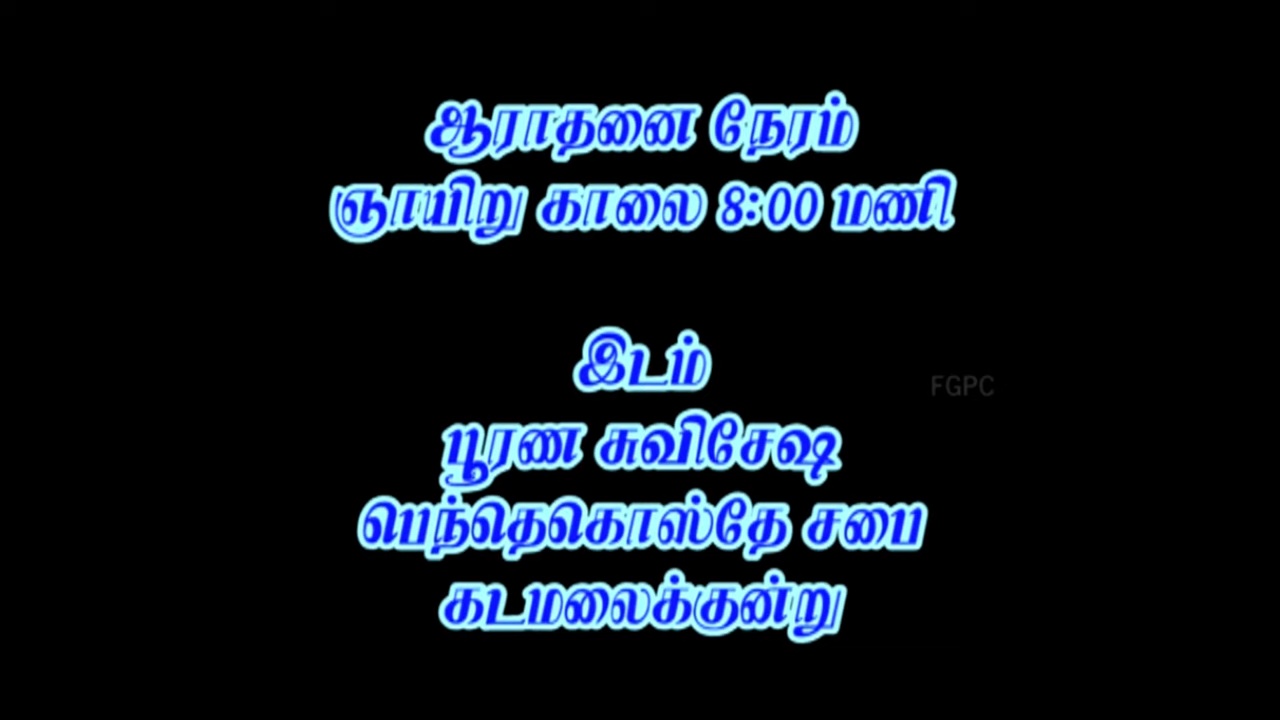 ஆராதனை நேரம்
ஞாயிறு காலை 8:00 மணி
இடம்
FGPC
பூரண சுவிசேஷ
பெந்தெகொஸ்தே சபை
கடமலைக்குன்று